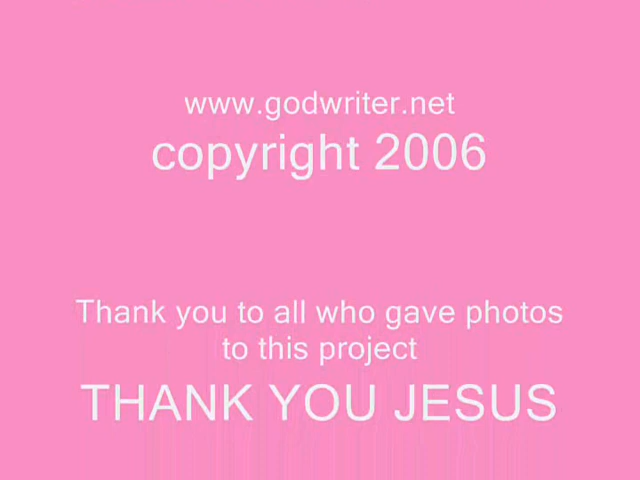 www.godwriter.net
copyright 2006
Thank you to all who gave photos
to this project
THANK YOU JESUS